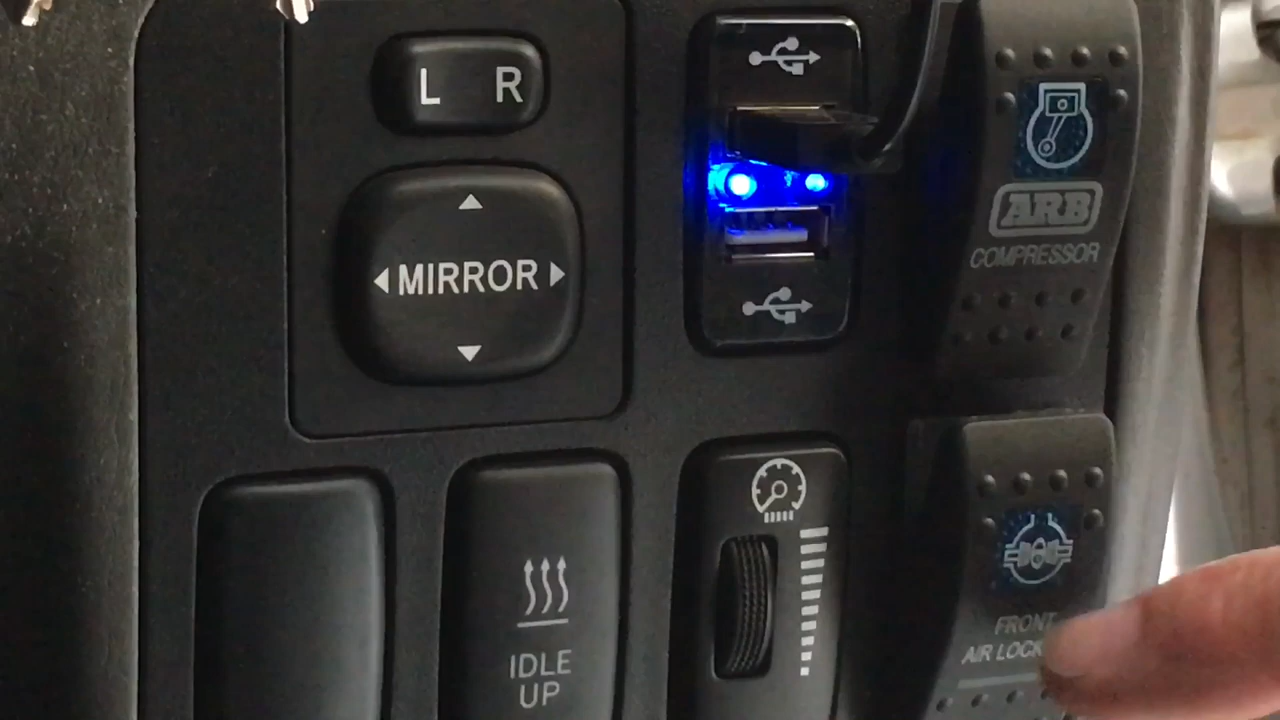 L R
MIRROR
ARB
COMPRESSOR
IDLE
UP
FRONT
AIR LOCK